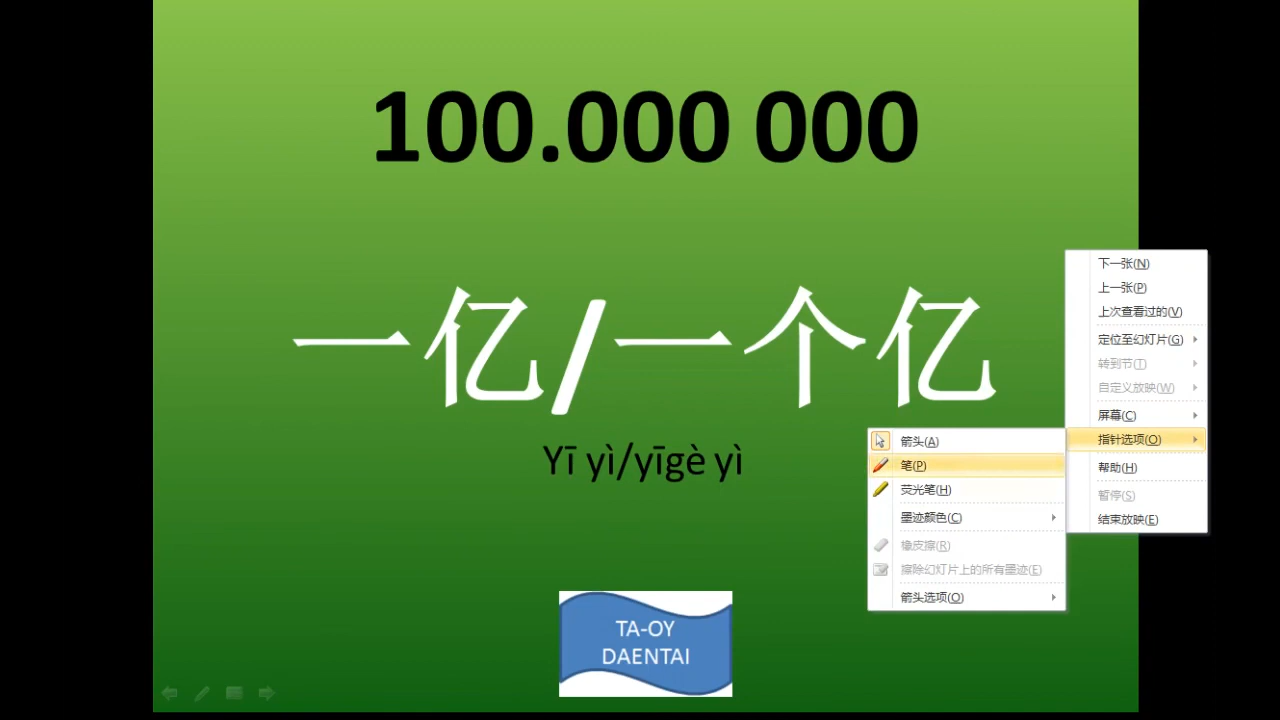 100.000 000
一亿/一个亿
Yī yì/yīgè yì
TA-OY
DAENTAI
下一张(N)
上一张(P)
上次查看过的(V)
定位至幻灯片(G)
转到节(T)
自定义放映(W)
屏幕(C)
指针选项(O)
帮助(H)
暂停(S)
结束放映(E)
箭头(A)
笔(P)
荧光笔(H)
墨迹颜色(C)
橡皮擦(R)
擦除幻灯片上的所有墨迹(E)
箭头选项(O)